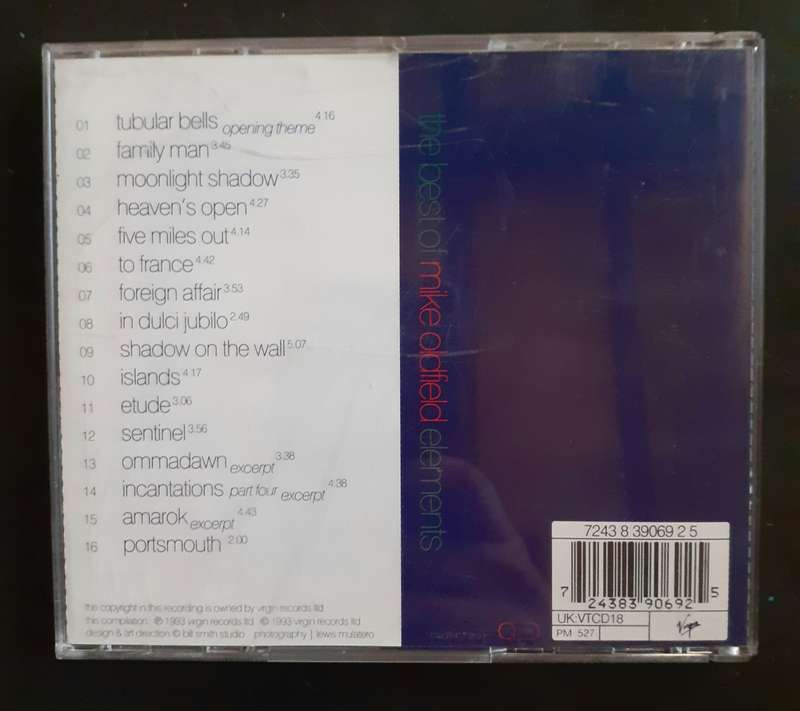 01 tubular bells opening theme 4.16
02 family man 3.45
03 moonlight shadow 3.35
04 heaven's open 4.27
05 five miles out 4.14
06 to france 4.42
07 foreign affair 3.53
08 in dulci jubilo 2.49
09 shadow on the wall 5.07
10 islands 4.17
11 etude 3.06
12 sentinel 3.56
13 ommadawn excerpt 3.38
14 incantations part four excerpt 4.38
15 amarok excerpt 4.43
16 portsmouth 2.00
the copyright in this recording is owned by virgin records ltd
this compilation ℗ 1993 virgin records ltd © 1993 virgin records ltd
design & art direction © bill smith studio photography | lewis mulatero
the best of mike oldfield elements
7243 8 39069 2 5
7 24383 90692 5
UK:VTCD18
PM 527
Virgin